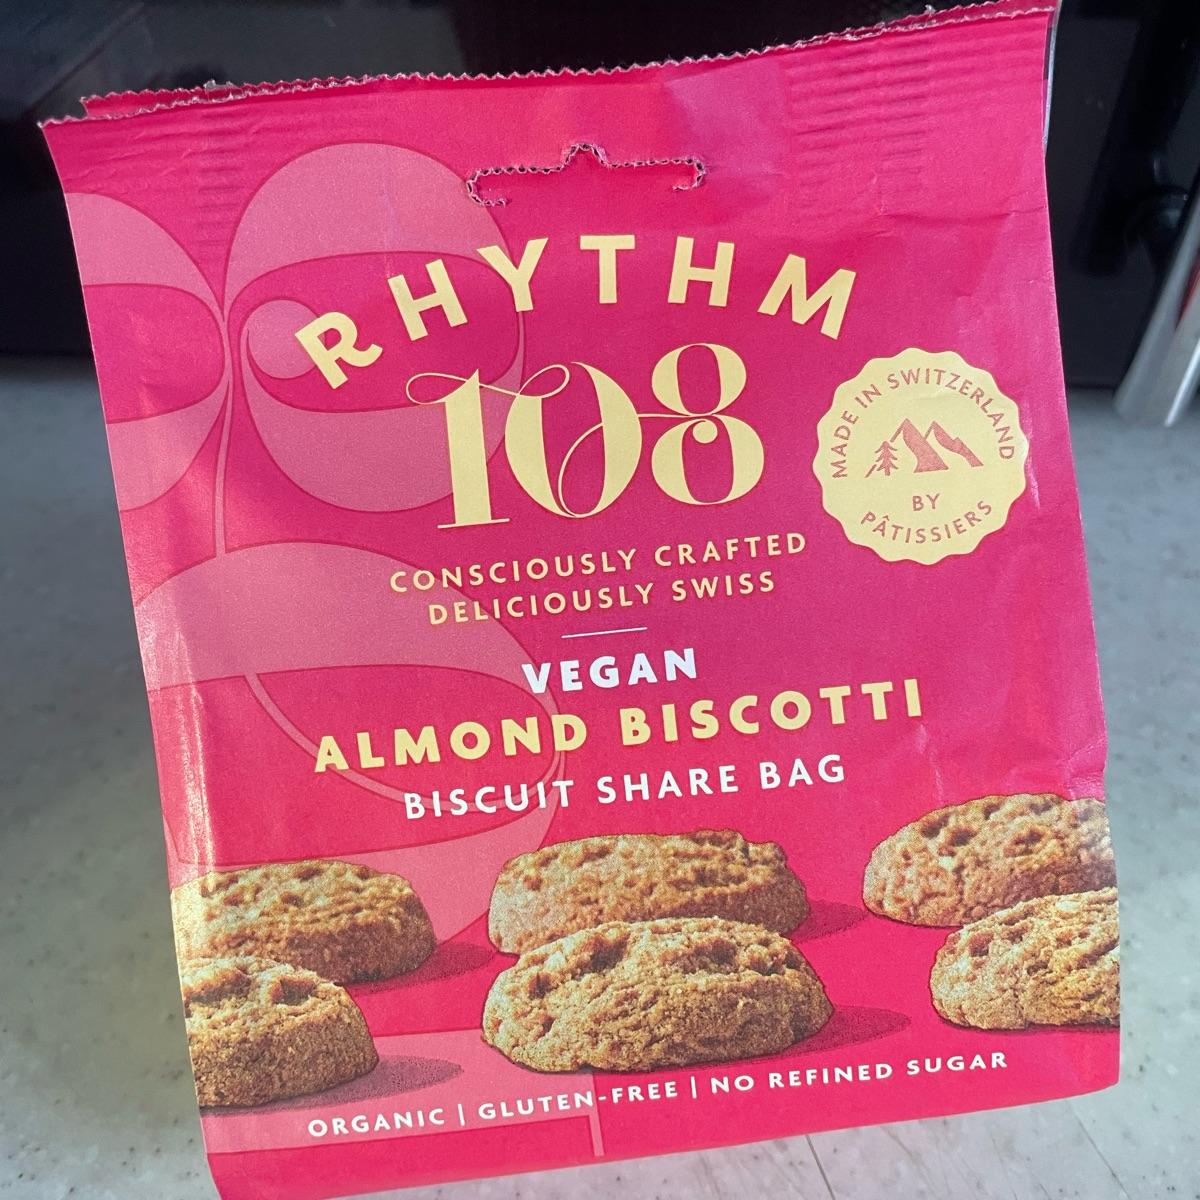 RHYTHM
108
MADE IN SWITZERLAND
BY
PÂTISSIERS
CONSCIOUSLY CRAFTED
DELICIOUSLY SWISS
VEGAN
ALMOND BISCOTTI
BISCUIT SHARE BAG
ORGANIC | GLUTEN-FREE | NO REFINED SUGAR